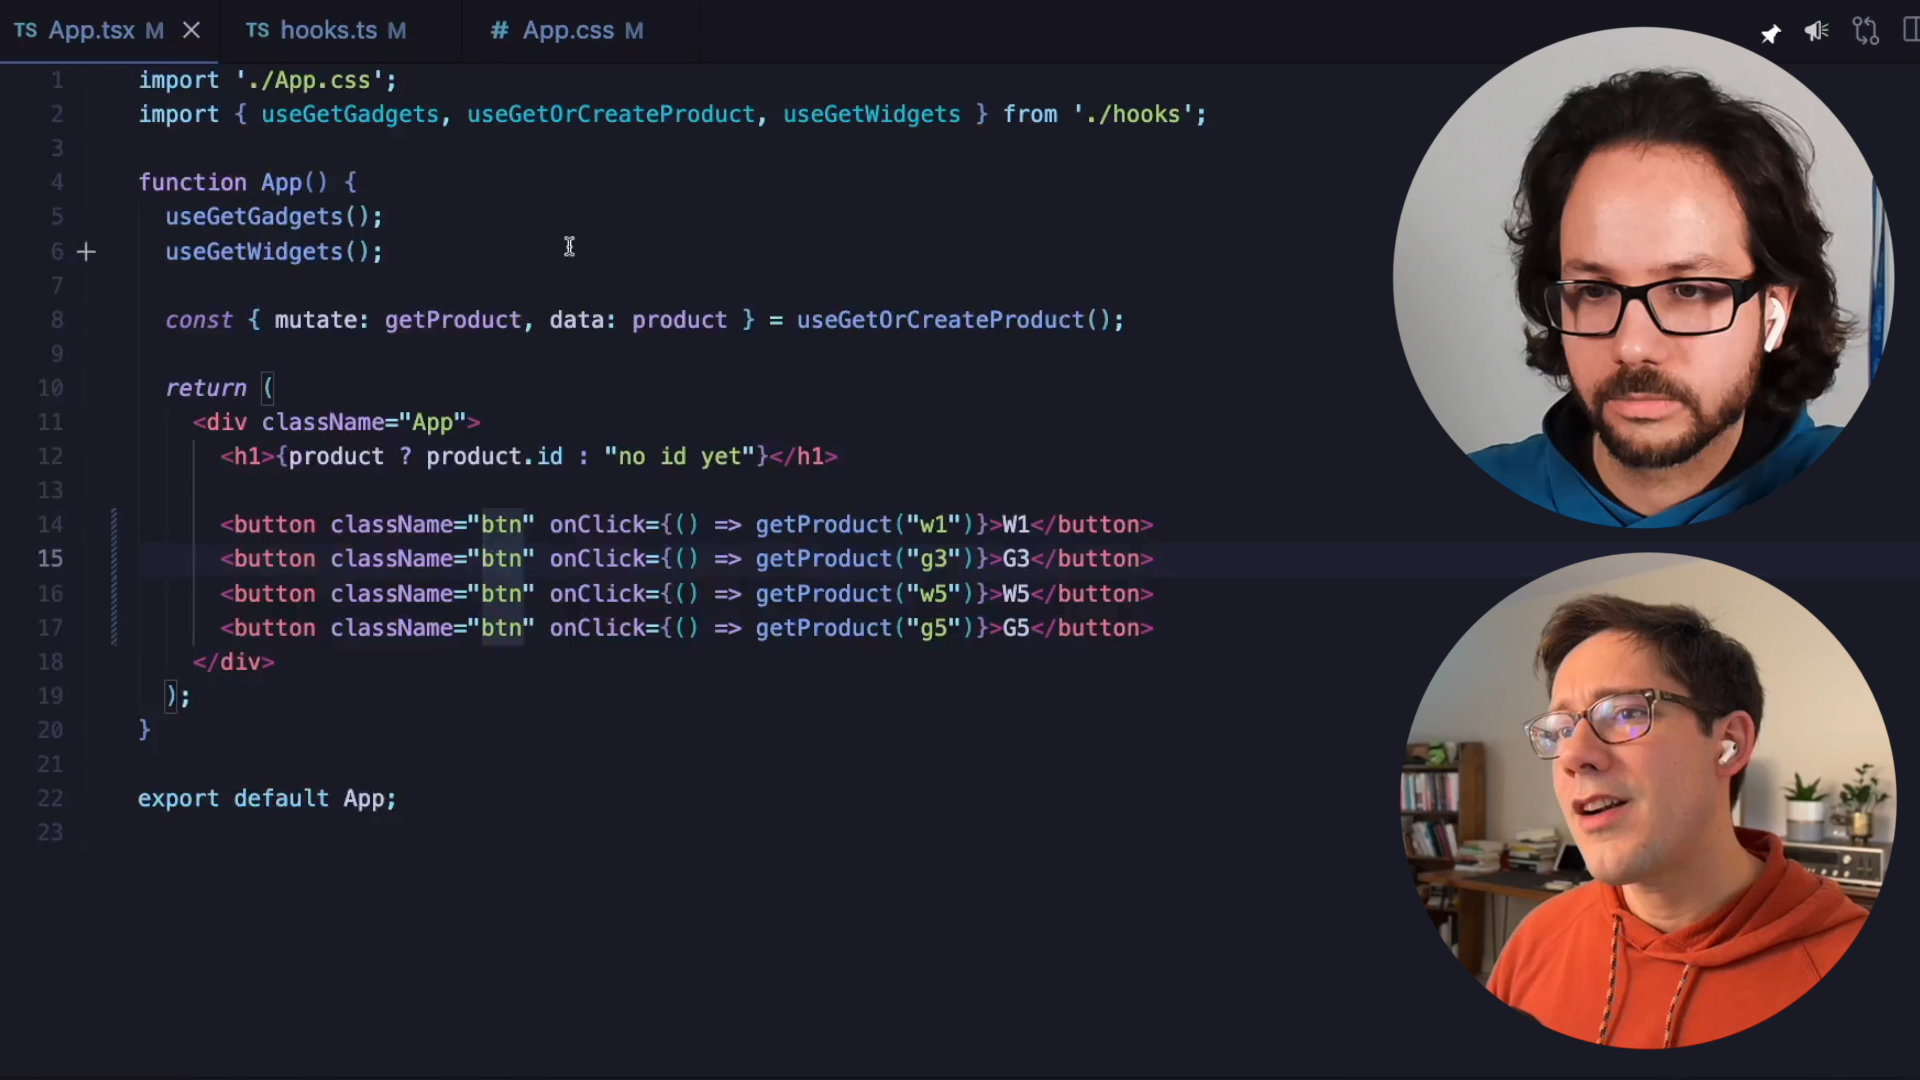 TS App.tsx M TS hooks.ts M # App.css M
1 import './App.css';
2 import { useGetGadgets, useGetOrCreateProduct, useGetWidgets } from './hooks';
3
4 function App() {
5 useGetGadgets();
6 useGetWidgets();
7
8 const { mutate: getProduct, data: product } = useGetOrCreateProduct();
9
10 return (
11 <div className="App">
12 <h1>{product ? product.id : "no id yet"}</h1>
13
14 <button className="btn" onClick={() => getProduct("w1")}>W1</button>
15 <button className="btn" onClick={() => getProduct("g3")}>G3</button>
16 <button className="btn" onClick={() => getProduct("w5")}>W5</button>
17 <button className="btn" onClick={() => getProduct("g5")}>G5</button>
18 </div>
19 );
20 }
21
22 export default App;
23